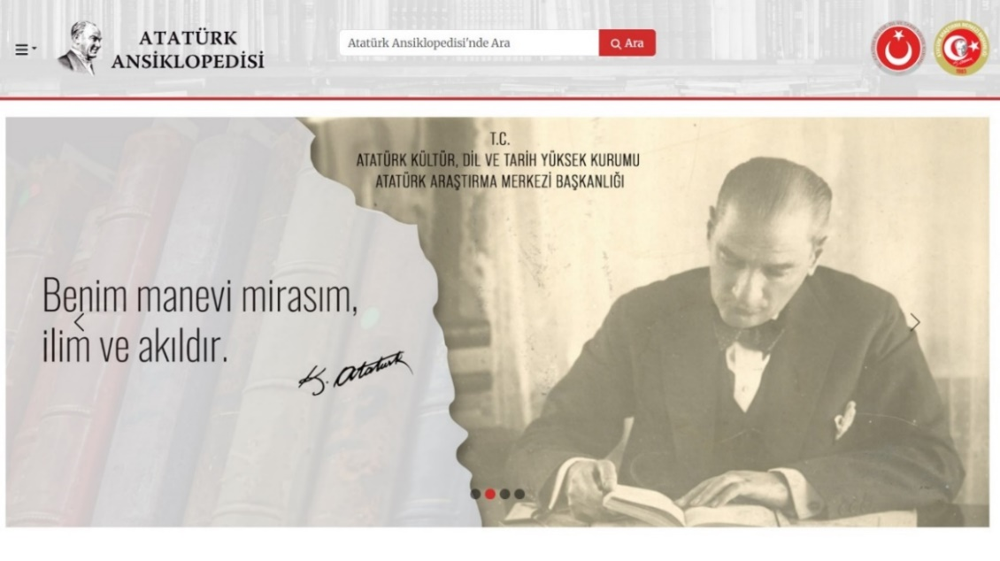 ATATÜRK
ANSİKLOPEDİSİ
Atatürk Ansiklopedisi'nde Ara
Ara
T.C.
ATATÜRK KÜLTÜR, DİL VE TARİH YÜKSEK KURUMU
ATATÜRK ARAŞTIRMA MERKEZİ BAŞKANLIĞI
Benim manevi mirasım,
ilim ve akıldır.
K. Atatürk